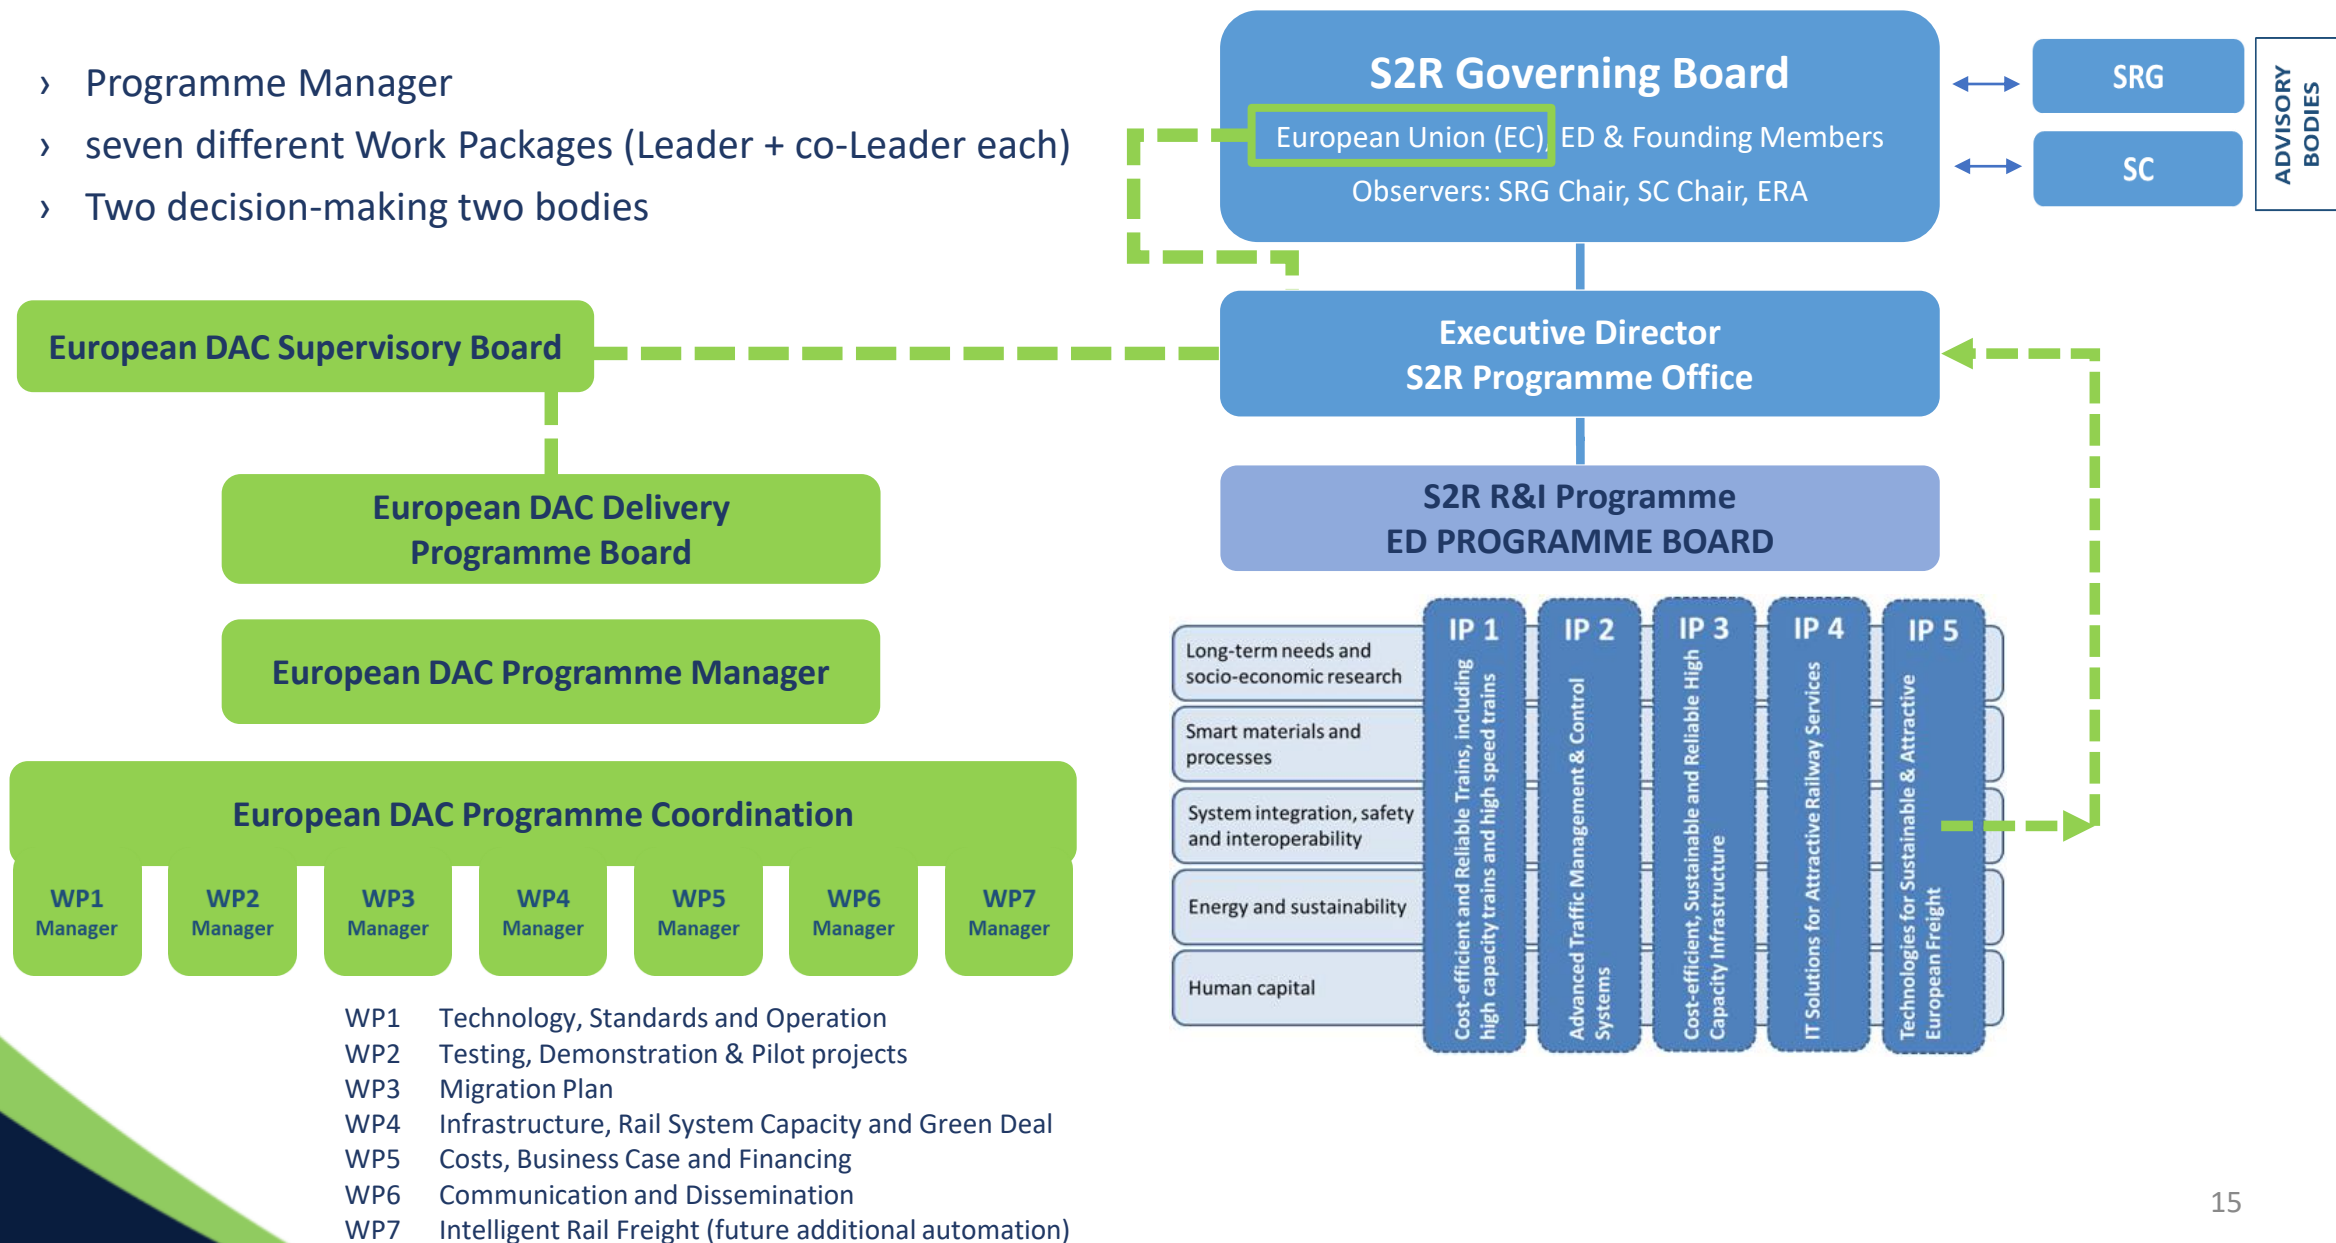 › Programme Manager
› seven different Work Packages (Leader + co-Leader each)
› Two decision-making two bodies
S2R Governing Board
European Union (EC), ED & Founding Members
Observers: SRG Chair, SC Chair, ERA
SRG
SC
ADVISORY
BODIES
European DAC Supervisory Board
Executive Director
S2R Programme Office
European DAC Delivery
Programme Board
S2R R&I Programme
ED PROGRAMME BOARD
European DAC Programme Manager
European DAC Programme Coordination
WP1
Manager
WP2
Manager
WP3
Manager
WP4
Manager
WP5
Manager
WP6
Manager
WP7
Manager
WP1 Technology, Standards and Operation
WP2 Testing, Demonstration & Pilot projects
WP3 Migration Plan
WP4 Infrastructure, Rail System Capacity and Green Deal
WP5 Costs, Business Case and Financing
WP6 Communication and Dissemination
WP7 Intelligent Rail Freight (future additional automation)
Long-term needs and
socio-economic research
Smart materials and
processes
System integration, safety
and interoperability
Energy and sustainability
Human capital
IP 1
Cost-efficient and Reliable Trains, including
high capacity trains and high speed trains
IP 2
Advanced Traffic Management & Control
Systems
IP 3
Cost-efficient, Sustainable and Reliable High
Capacity Infrastructure
IP 4
IT Solutions for Attractive Railway Services
IP 5
Technologies for Sustainable & Attractive
European Freight
15